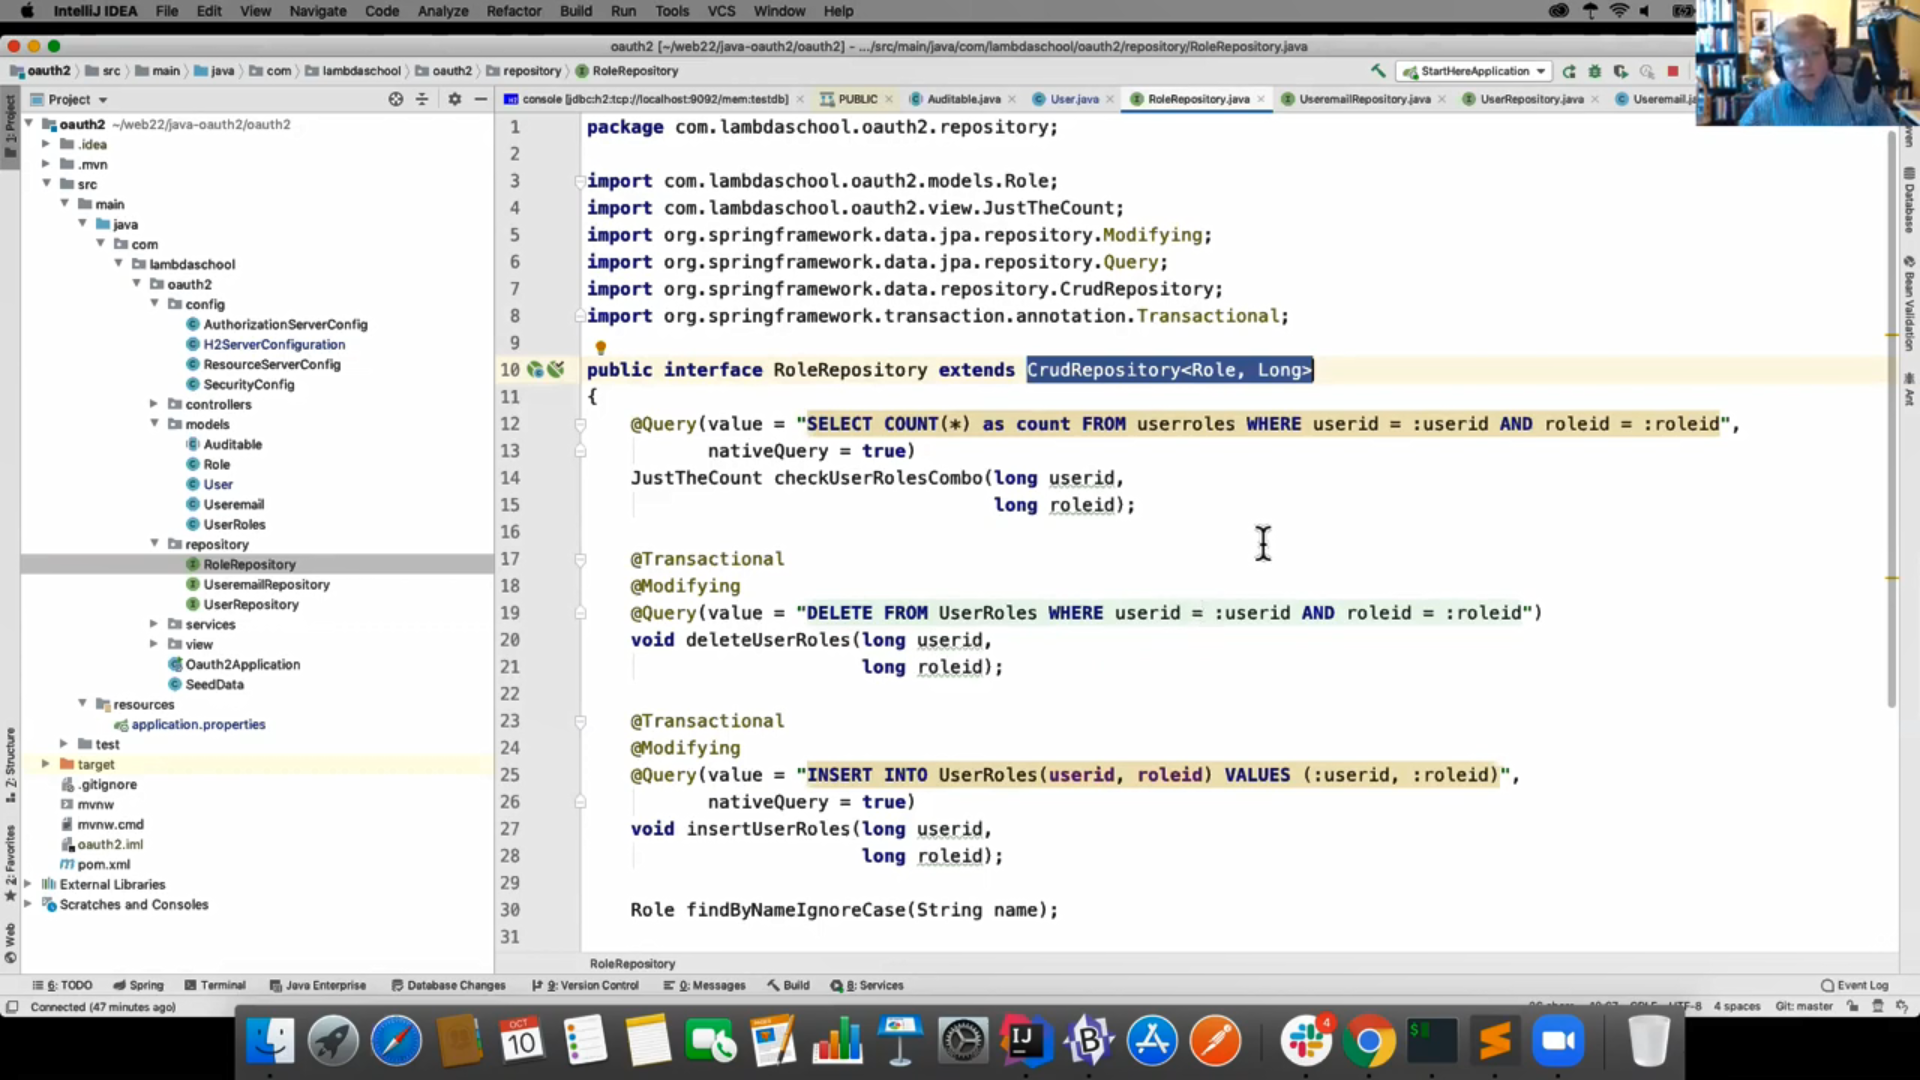 IntelliJ IDEA File Edit View Navigate Code Analyze Refactor Build Run Tools VCS Window Help
oauth2 [~/web22/java-oauth2/oauth2] - .../src/main/java/com/lambdaschool/oauth2/repository/RoleRepository.java
oauth2 src main java com lambdaschool oauth2 repository RoleRepository StartHereApplication
Project
console [jdbc:h2:tcp://localhost:9092/mem:testdb] PUBLIC Auditable.java User.java RoleRepository.java UseremailRepository.java UserRepository.java Useremail.j
1: Project
oauth2 ~/web22/java-oauth2/oauth2
.idea
.mvn
src
main
java
com
lambdaschool
oauth2
config
AuthorizationServerConfig
H2ServerConfiguration
ResourceServerConfig
SecurityConfig
controllers
models
Auditable
Role
User
Useremail
UserRoles
repository
RoleRepository
UseremailRepository
UserRepository
services
view
Oauth2Application
SeedData
resources
application.properties
test
target
.gitignore
mvnw
mvnw.cmd
oauth2.iml
pom.xml
External Libraries
Scratches and Consoles
Z: Structure
2: Favorites
Web
1 package com.lambdaschool.oauth2.repository;
2
3 import com.lambdaschool.oauth2.models.Role;
4 import com.lambdaschool.oauth2.view.JustTheCount;
5 import org.springframework.data.jpa.repository.Modifying;
6 import org.springframework.data.jpa.repository.Query;
7 import org.springframework.data.repository.CrudRepository;
8 import org.springframework.transaction.annotation.Transactional;
9
10 public interface RoleRepository extends CrudRepository<Role, Long>
11 {
12 @Query(value = "SELECT COUNT(*) as count FROM userroles WHERE userid = :userid AND roleid = :roleid",
13 nativeQuery = true)
14 JustTheCount checkUserRolesCombo(long userid,
15 long roleid);
16
17 @Transactional
18 @Modifying
19 @Query(value = "DELETE FROM UserRoles WHERE userid = :userid AND roleid = :roleid")
20 void deleteUserRoles(long userid,
21 long roleid);
22
23 @Transactional
24 @Modifying
25 @Query(value = "INSERT INTO UserRoles(userid, roleid) VALUES (:userid, :roleid)",
26 nativeQuery = true)
27 void insertUserRoles(long userid,
28 long roleid);
29
30 Role findByNameIgnoreCase(String name);
31
RoleRepository
Database
Bean Validation
Ant
6: TODO Spring Terminal Java Enterprise Database Changes 9: Version Control 0: Messages Build 8: Services Event Log
Connected (47 minutes ago) UTF-8 4 spaces Git: master
OCT
10
IJ
B
$
4